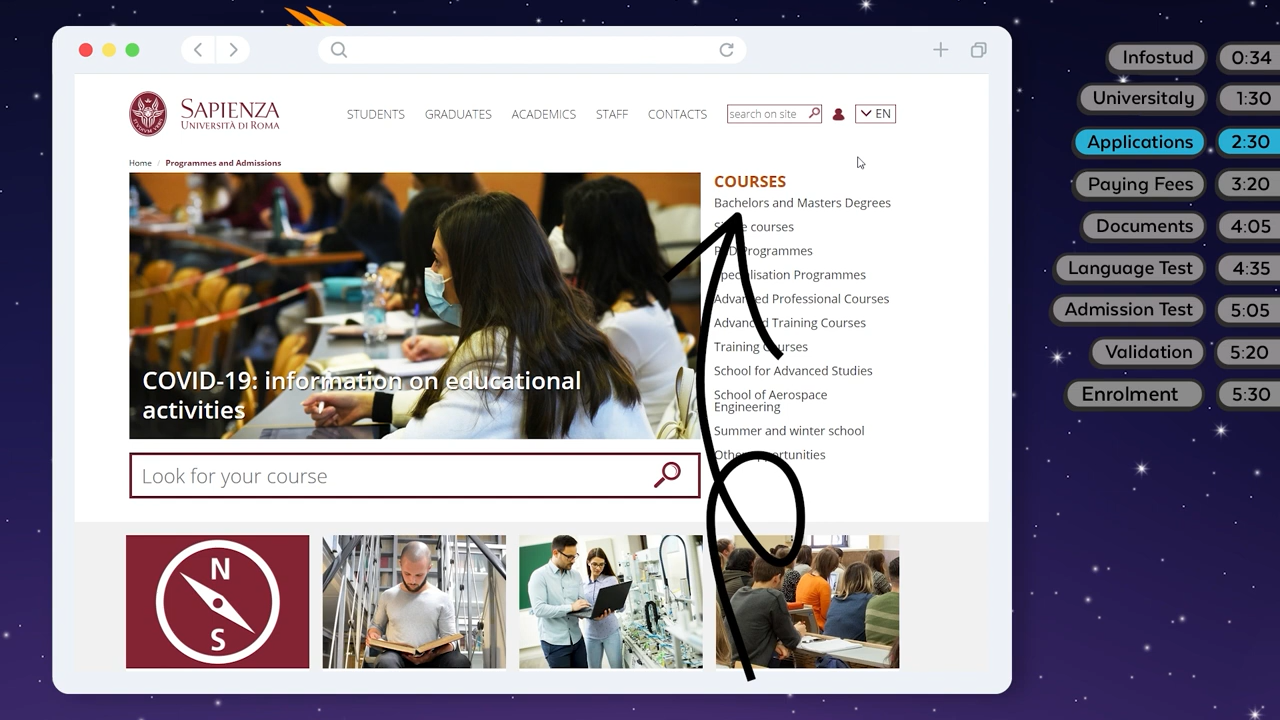 SAPIENZA
UNIVERSITÀ DI ROMA
STUDENTS
GRADUATES
ACADEMICS
STAFF
CONTACTS
search on site
EN
Home / Programmes and Admissions
COVID-19: information on educational
activities
Look for your course
N
S
COURSES
Bachelors and Masters Degrees
courses
Programmes
Specialisation Programmes
Advanced Professional Courses
Advanced Training Courses
Training Courses
School for Advanced Studies
School of Aerospace
Engineering
Summer and winter school
Other opportunities
Infostud 0:34
Universitaly 1:30
Applications 2:30
Paying Fees 3:20
Documents 4:05
Language Test 4:35
Admission Test 5:05
Validation 5:20
Enrolment 5:30